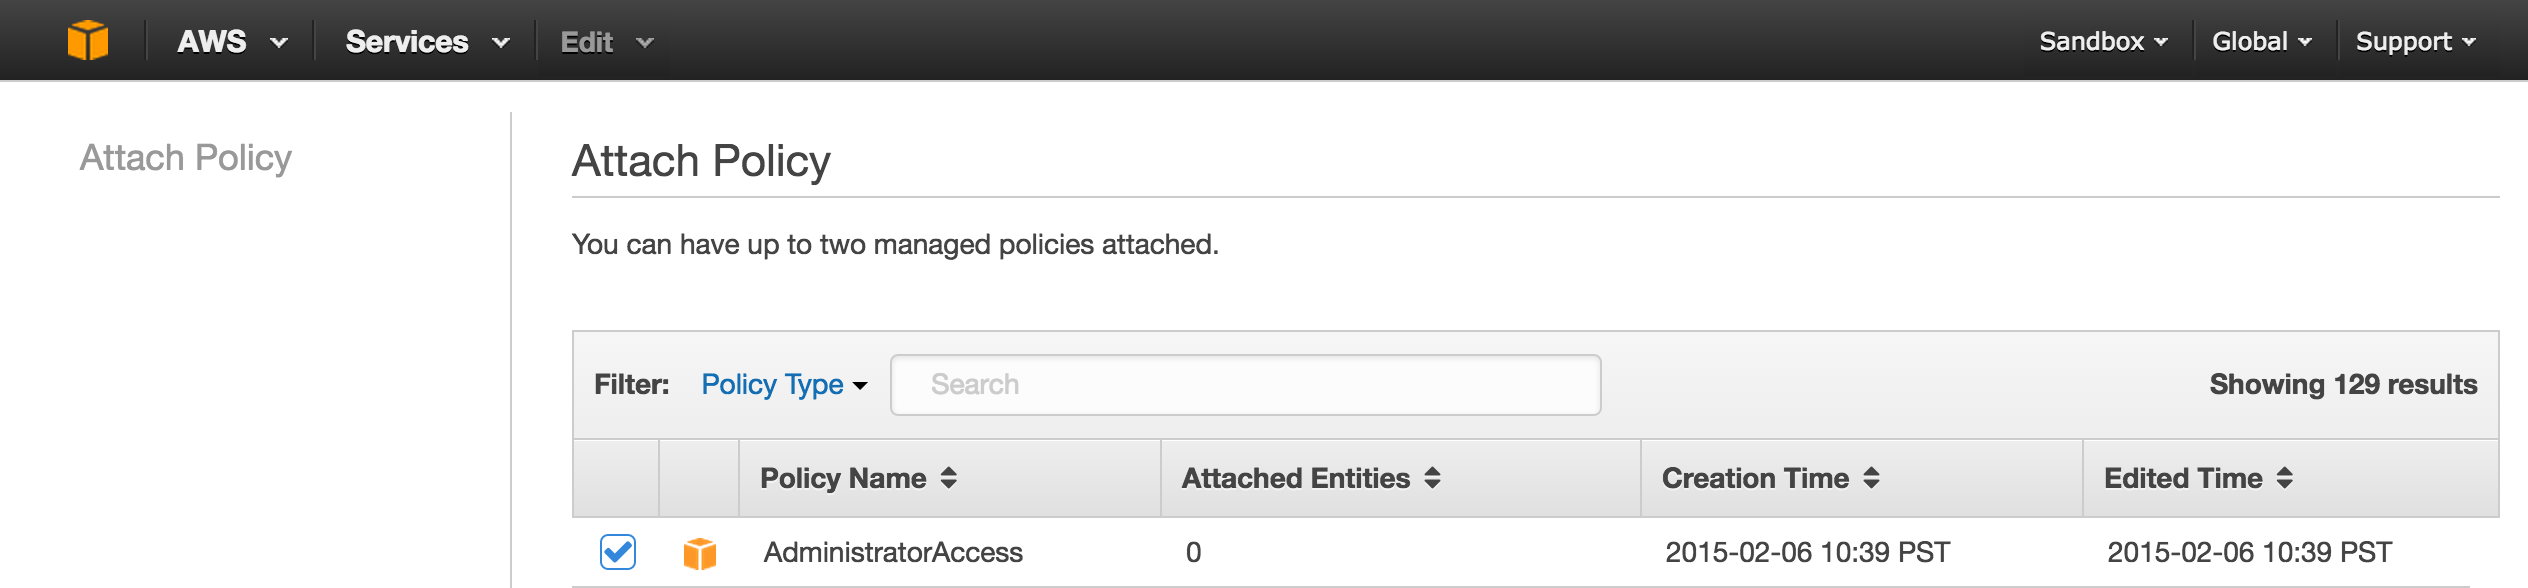 AWS Services Edit Sandbox Global Support
Attach Policy
Attach Policy
You can have up to two managed policies attached.
Filter: Policy Type Search Showing 129 results
Policy Name Attached Entities Creation Time Edited Time
AdministratorAccess 0 2015-02-06 10:39 PST 2015-02-06 10:39 PST